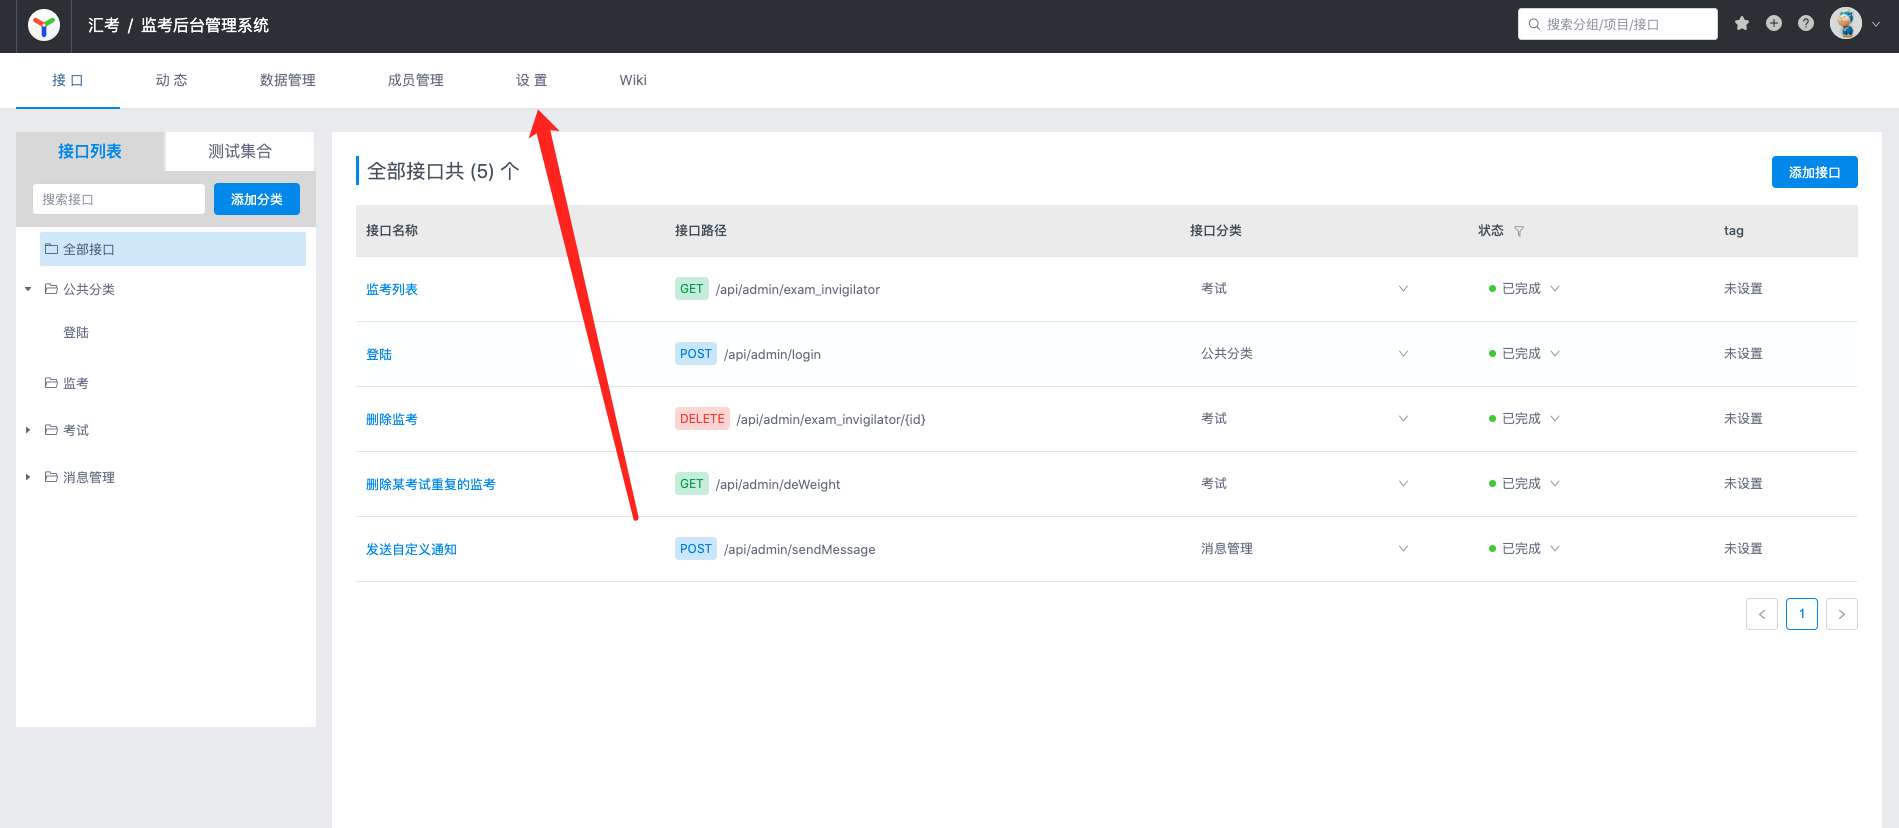 汇考 / 监考后台管理系统
搜索分组/项目/接口
接 口 动 态 数据管理 成员管理 设 置 Wiki
接口列表 测试集合
搜索接口 添加分类
全部接口
公共分类
登陆
监考
考试
消息管理
全部接口共 (5) 个
添加接口
接口名称 接口路径 接口分类 状态 tag
监考列表 GET /api/admin/exam_invigilator 考试 已完成 未设置
登陆 POST /api/admin/login 公共分类 已完成 未设置
删除监考 DELETE /api/admin/exam_invigilator/{id} 考试 已完成 未设置
删除某考试重复的监考 GET /api/admin/deWeight 考试 已完成 未设置
发送自定义通知 POST /api/admin/sendMessage 消息管理 已完成 未设置
1